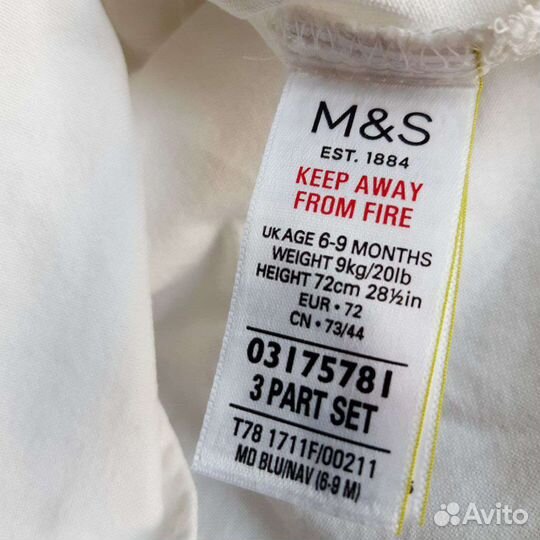 M&S
EST. 1884
KEEP AWAY
FROM FIRE
UK AGE 6-9 MONTHS
WEIGHT 9kg/20lb
HEIGHT 72cm 28½in
EUR • 72
CN • 73/44
03175781
3 PART SET
T78 1711F/00211
MD BLU/NAV (6-9 M)
Avito